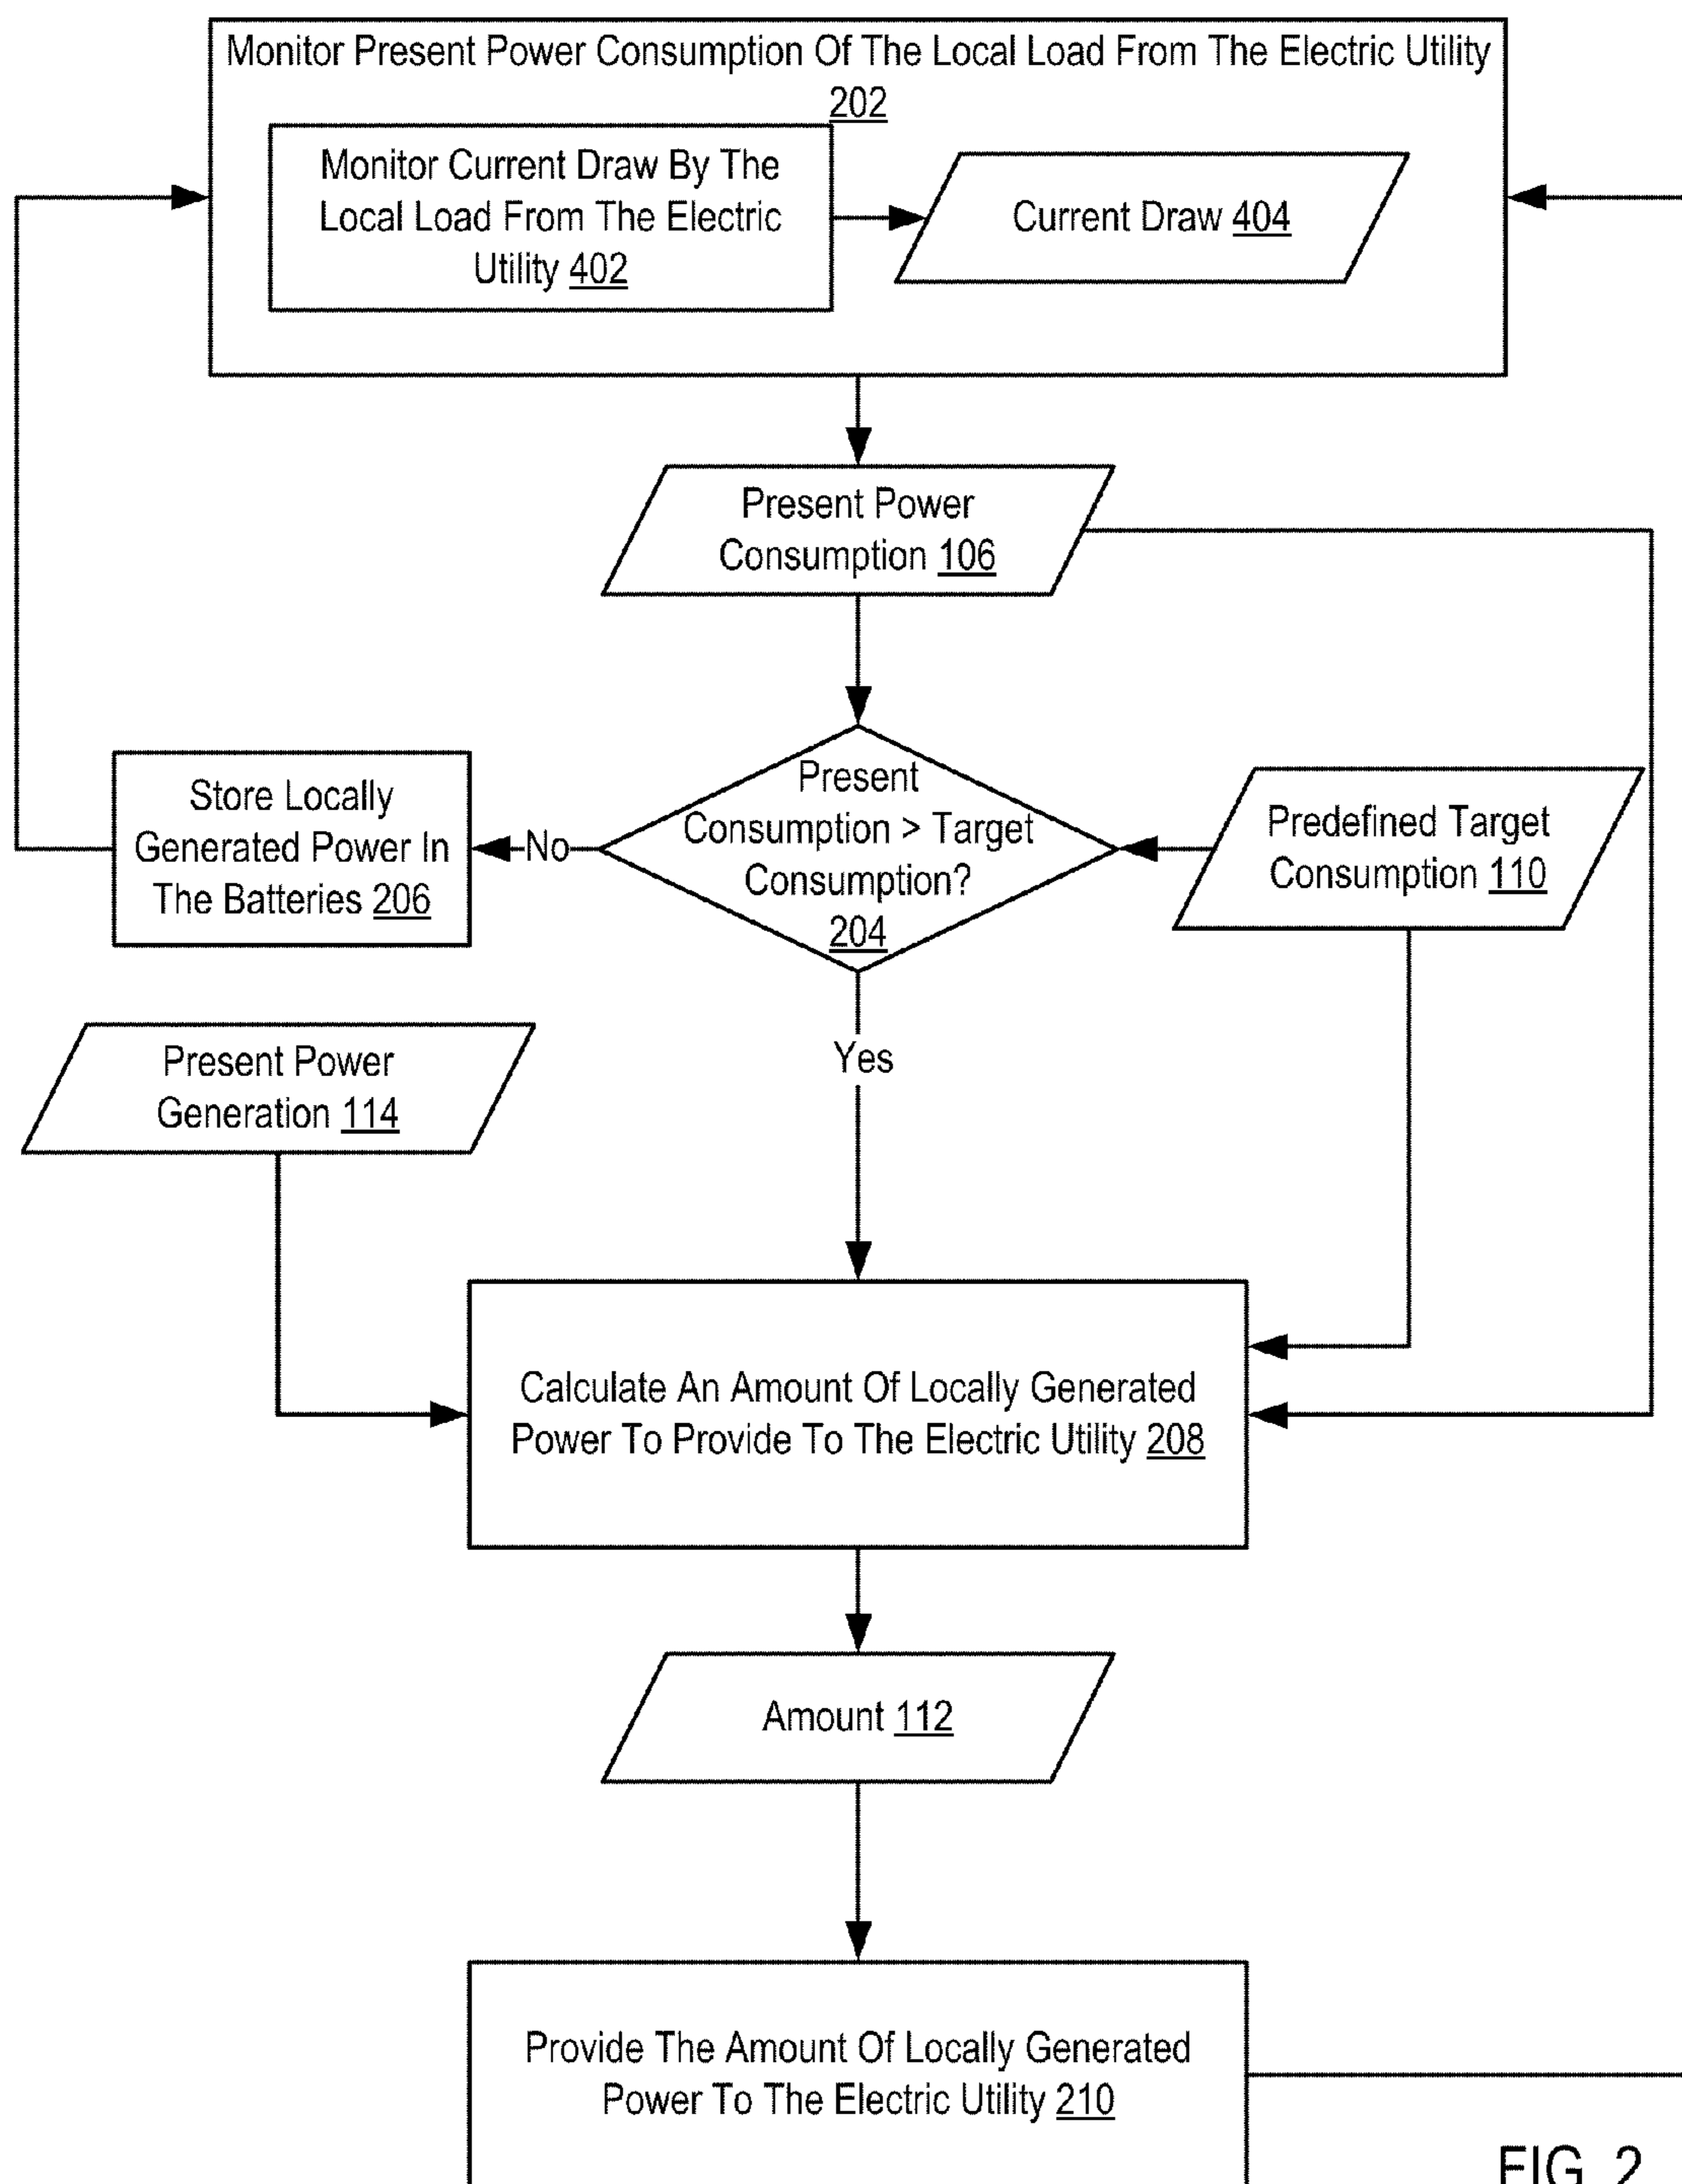 Monitor Present Power Consumption Of The Local Load From The Electric Utility
202
Monitor Current Draw By The
Local Load From The Electric
Utility 402
Current Draw 404
Present Power
Consumption 106
Present
Consumption > Target
Consumption?
204
No
Store Locally
Generated Power In
The Batteries 206
Predefined Target
Consumption 110
Yes
Present Power
Generation 114
Calculate An Amount Of Locally Generated
Power To Provide To The Electric Utility 208
Amount 112
Provide The Amount Of Locally Generated
Power To The Electric Utility 210
FIG. 2